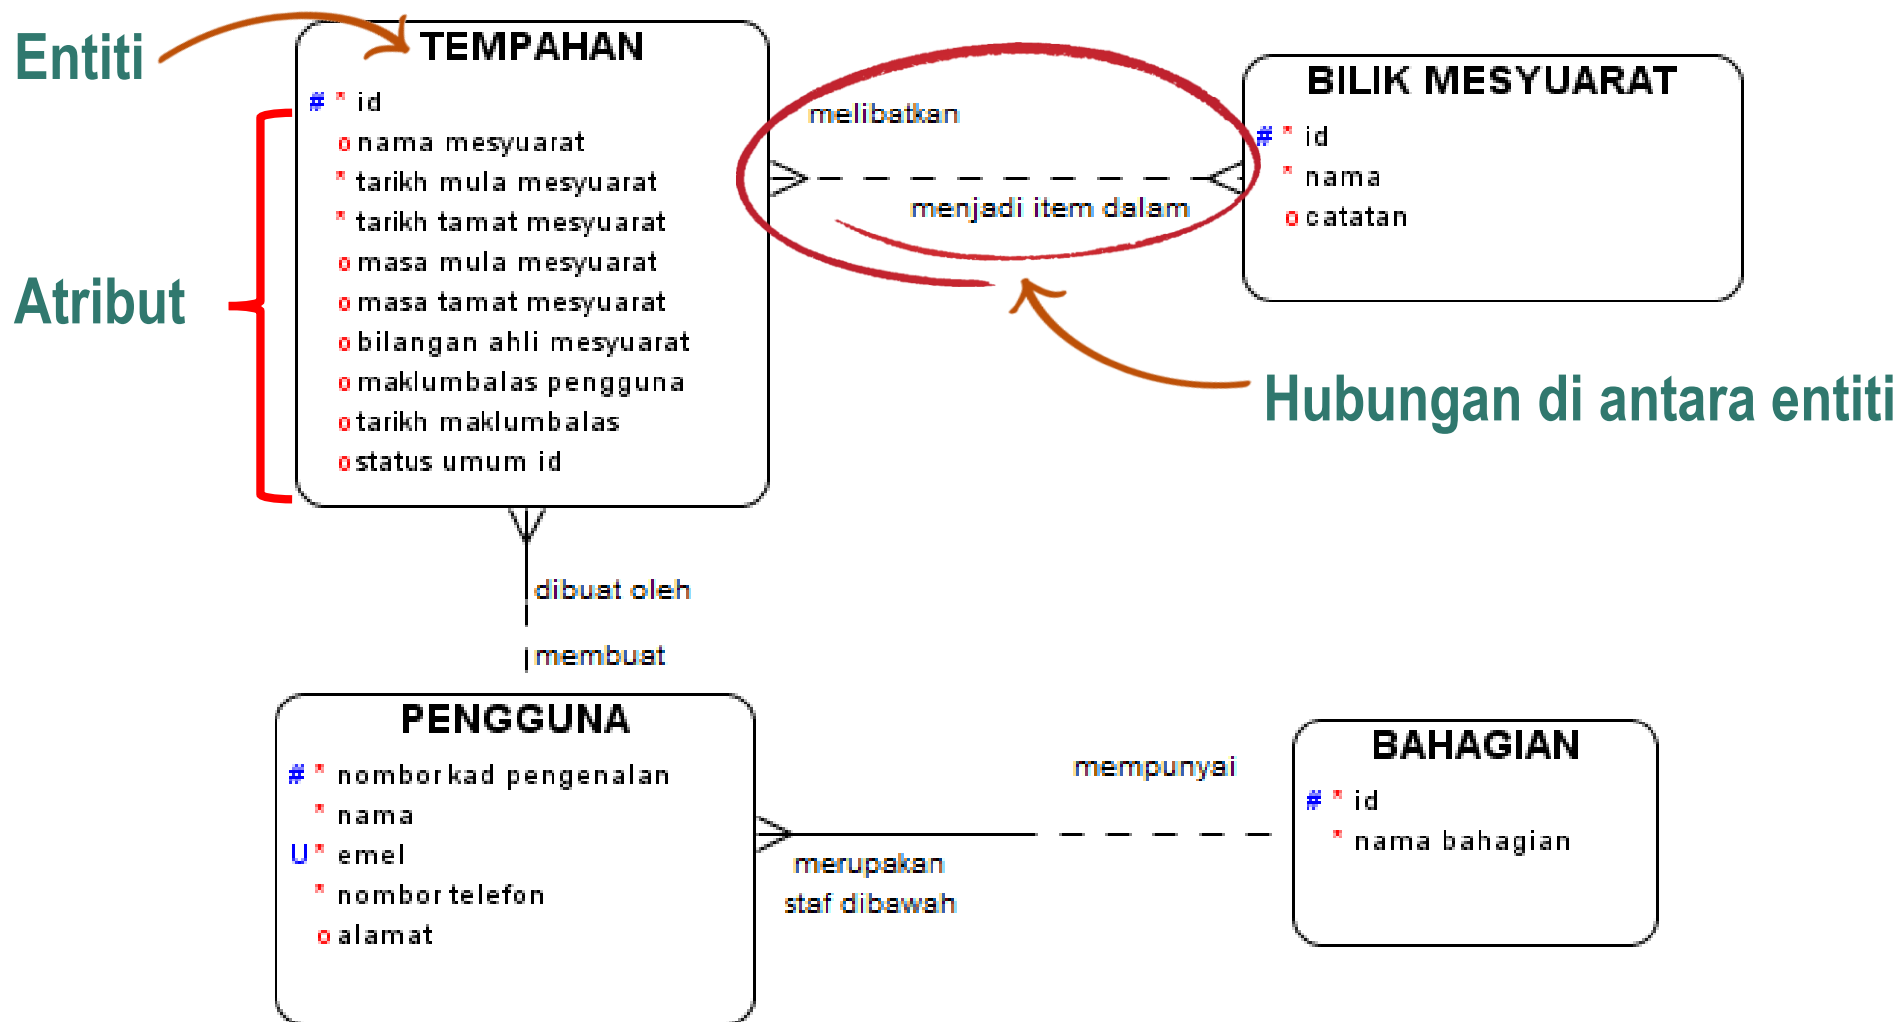 Entiti
TEMPAHAN
# * id
o nama mesyuarat
* tarikh mula mesyuarat
* tarikh tamat mesyuarat
o masa mula mesyuarat
o masa tamat mesyuarat
o bilangan ahli mesyuarat
o maklumbalas pengguna
o tarikh maklumbalas
o status umum id
Atribut
melibatkan
menjadi item dalam
BILIK MESYUARAT
# * id
* nama
o catatan
Hubungan di antara entiti
dibuat oleh
membuat
PENGGUNA
# * nombor kad pengenalan
* nama
U * emel
* nombor telefon
o alamat
mempunyai
merupakan
staf dibawah
BAHAGIAN
# * id
* nama bahagian